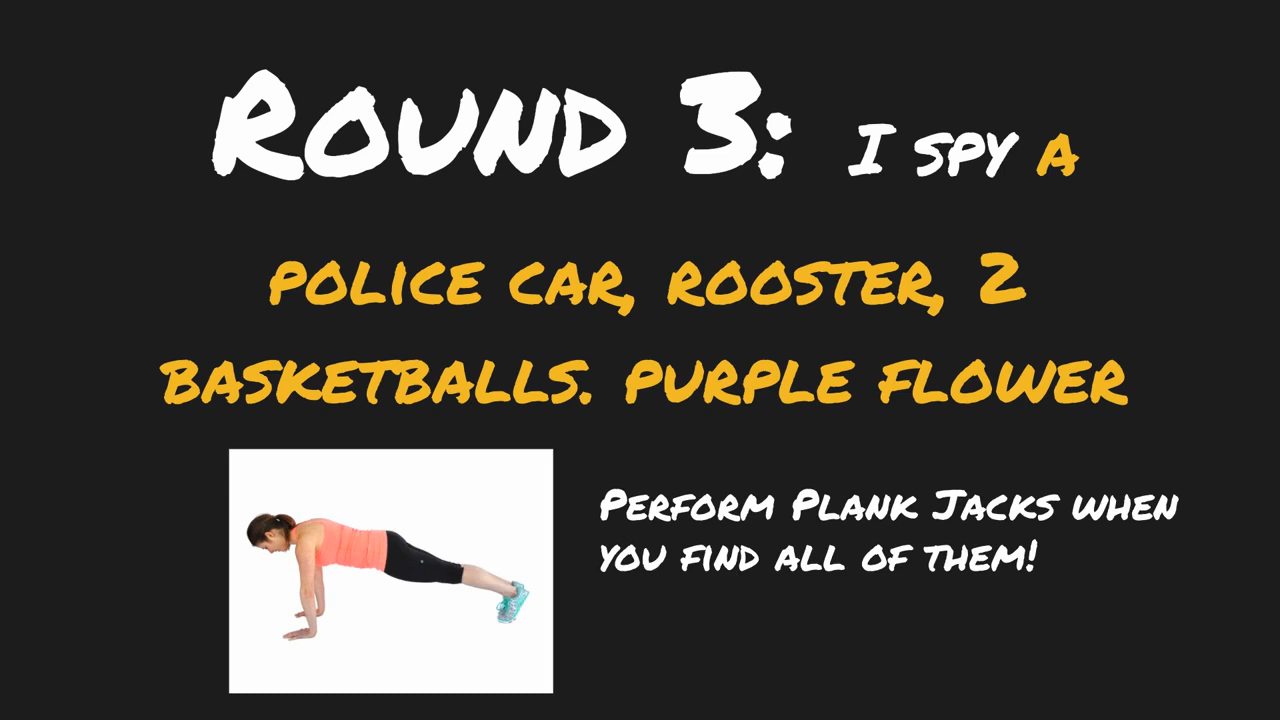 Round 3: I spy a
police car, rooster, 2
basketballs. purple flower
Perform Plank Jacks when
you find all of them!